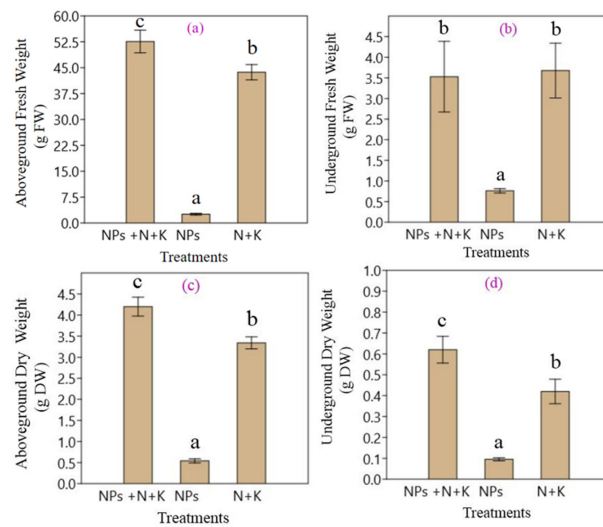 Aboveground Fresh Weight
(g FW)
60.0
52.5
45.0
37.5
30.0
22.5
15.0
7.5
0.0
(a)
c
a
b
NPs +N+K NPs N+K
Treatments
Underground Fresh Weight
(g FW)
4.5
4.0
3.5
3.0
2.5
2.0
1.5
1.0
0.5
0.0
(b)
b
a
b
NPs +N+K NPs N+K
Treatments
Aboveground Dry Weight
(g DW)
4.5
4.0
3.5
3.0
2.5
2.0
1.5
1.0
0.5
0.0
(c)
c
a
b
NPs +N+K NPs N+K
Treatments
Underground Dry Weight
(g DW)
1.0
0.9
0.8
0.7
0.6
0.5
0.4
0.3
0.2
0.1
0.0
(d)
c
a
b
NPs +N+K NPs N+K
Treatments